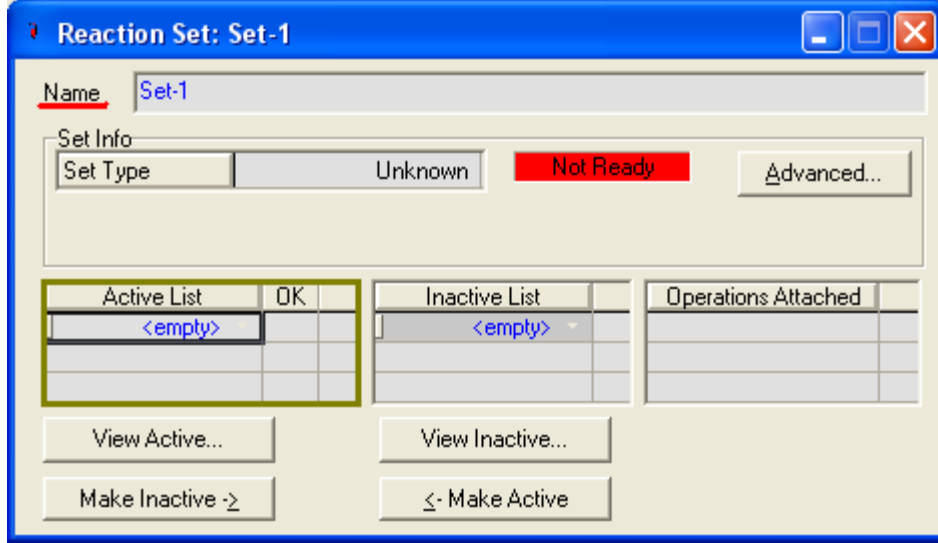 Reaction Set: Set-1
Name Set-1
Set Info
Set Type Unknown Not Ready Advanced...
Active List OK Inactive List Operations Attached
<empty> <empty>
View Active... View Inactive...
Make Inactive -> <- Make Active